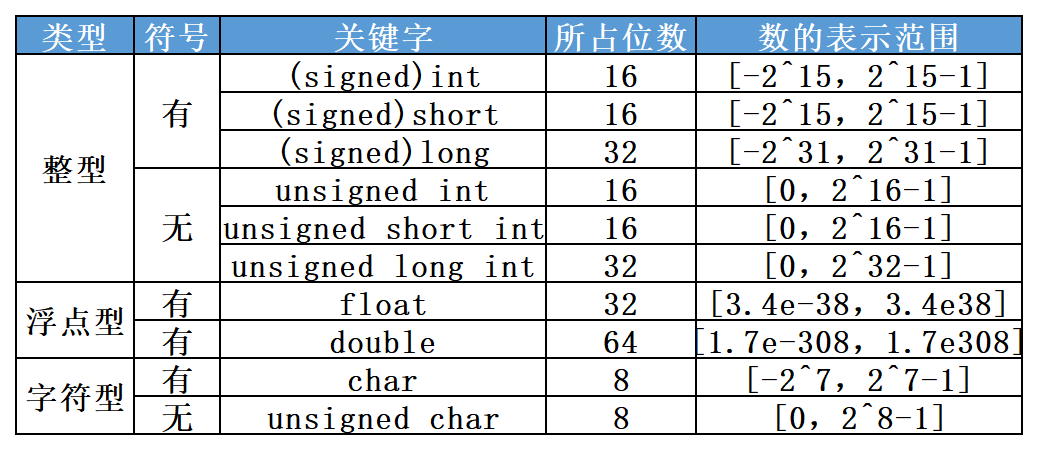 类型 符号 关键字 所占位数 数的表示范围
整型 有 (signed)int 16 [-2^15，2^15-1]
(signed)short 16 [-2^15，2^15-1]
(signed)long 32 [-2^31，2^31-1]
无 unsigned int 16 [0，2^16-1]
unsigned short int 16 [0，2^16-1]
unsigned long int 32 [0，2^32-1]
浮点型 有 float 32 [3.4e-38，3.4e38]
有 double 64 [1.7e-308，1.7e308]
字符型 有 char 8 [-2^7，2^7-1]
无 unsigned char 8 [0，2^8-1]